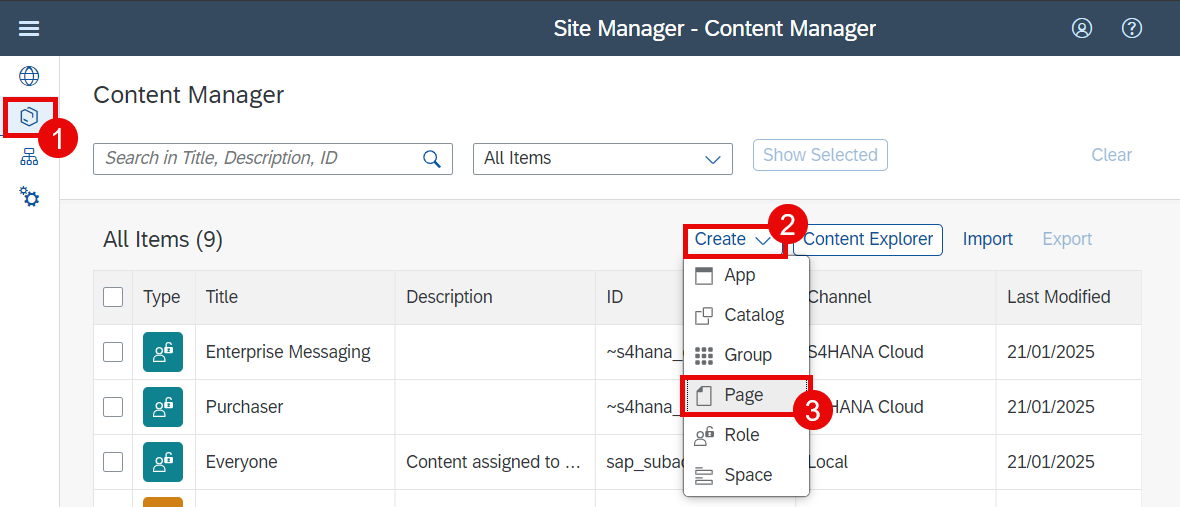 Site Manager - Content Manager
Content Manager
1
Search in Title, Description, ID
All Items
Show Selected
Clear
All Items (9)
Create
2
Content Explorer
Import
Export
App
Catalog
Group
Page
3
Role
Space
Type
Title
Description
ID
Channel
Last Modified
Enterprise Messaging
~s4hana_
S4HANA Cloud
21/01/2025
Purchaser
~s4hana_
HANA Cloud
21/01/2025
Everyone
Content assigned to ...
sap_subac
Local
21/01/2025